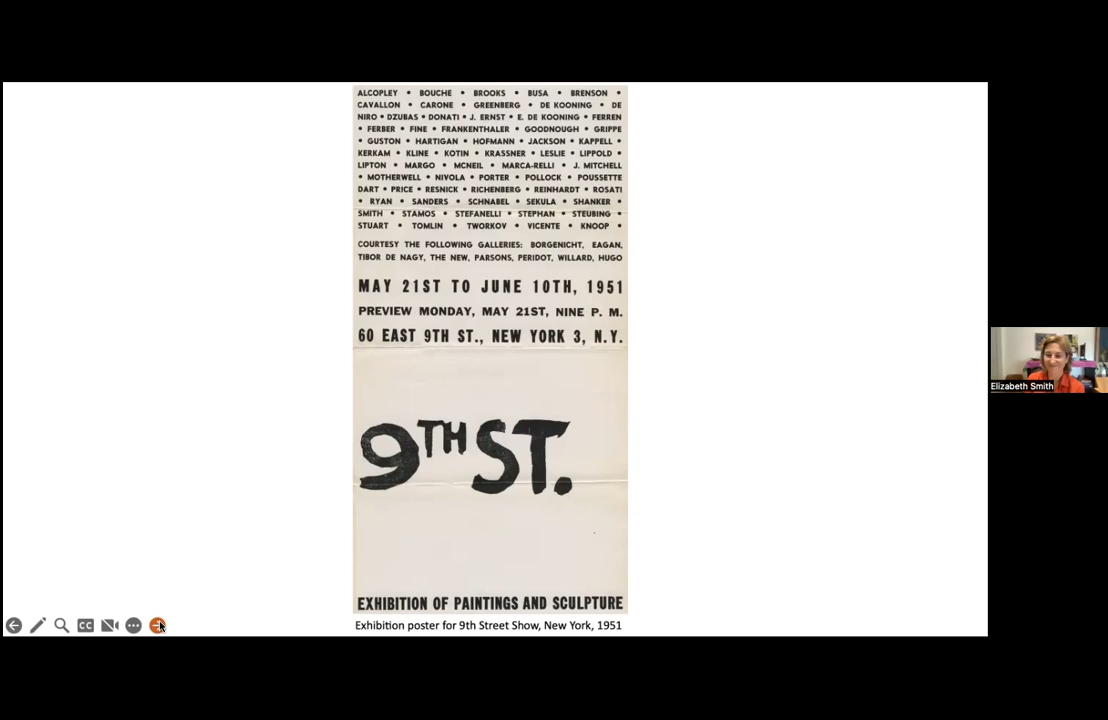 ALCOPLEY • BOUCHE • BROOKS • BUSA • BRENSON •
CAVALLON • CARONE • GREENBERG • DE KOONING • DE
NIRO • DZUBAS • DONATI • J. ERNST • E. DE KOONING • FERREN
• FERBER • FINE • FRANKENTHALER • GOODNOUGH • GRIPPE
• GUSTON • HARTIGAN • HOFMANN • JACKSON • KAPPELL •
KERKAM • KLINE • KOTIN • KRASSNER • LESLIE • LIPPOLD •
LIPTON • MARGO • MCNEIL • MARCA-RELLI • J. MITCHELL
• MOTHERWELL • NIVOLA • PORTER • POLLOCK • POUSSETTE
DART • PRICE • RESNICK • RICHENBERG • REINHARDT • ROSATI
• RYAN • SANDERS • SCHNABEL • SEKULA • SHANKER •
SMITH • STAMOS • STEFANELLI • STEPHAN • STEUBING •
STUART • TOMLIN • TWORKOV • VICENTE • KNOOP •
COURTESY THE FOLLOWING GALLERIES: BORGENICHT, EAGAN,
TIBOR DE NAGY, THE NEW, PARSONS, PERIDOT, WILLARD, HUGO
MAY 21ST TO JUNE 10TH, 1951
PREVIEW MONDAY, MAY 21ST, NINE P. M.
60 EAST 9TH ST., NEW YORK 3, N.Y.
9TH ST.
EXHIBITION OF PAINTINGS AND SCULPTURE
Exhibition poster for 9th Street Show, New York, 1951
CC
Elizabeth Smith